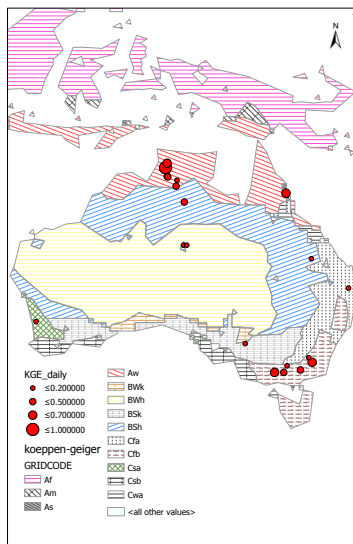 N
KGE_daily
≤0.200000
≤0.500000
≤0.700000
≤1.000000
koeppen-geiger
GRIDCODE
Af
Am
As
Aw
BWk
BWh
BSk
BSh
Cfa
Cfb
Csa
Csb
Cwa
<all other values>